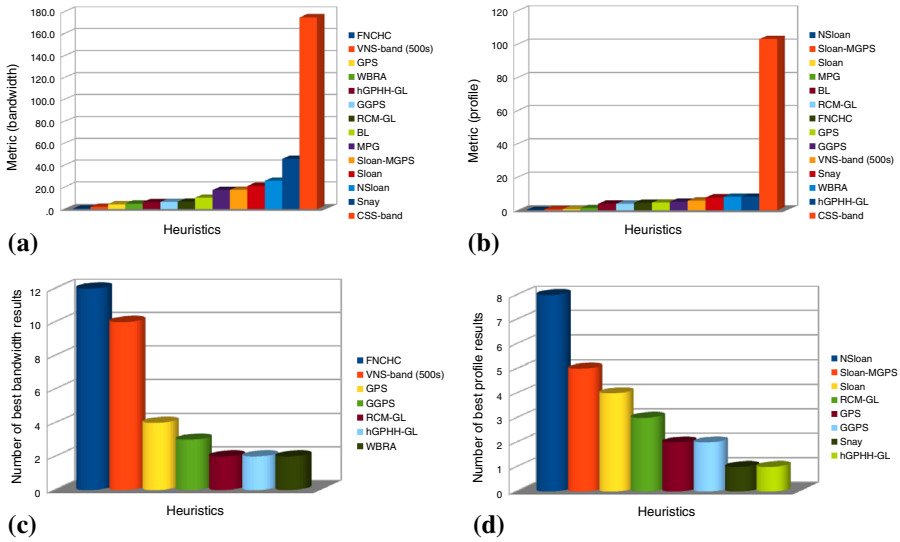 Metric (bandwidth)
180.0
160.0
140.0
120.0
100.0
80.0
60.0
40.0
20.0
.0
Heuristics
FNCHC
VNS-band (500s)
GPS
WBRA
hGPHH-GL
GGPS
RCM-GL
BL
MPG
Sloan-MGPS
Sloan
NSloan
Snay
CSS-band
(a)
Metric (profile)
120
100
80
60
40
20
0
Heuristics
NSloan
Sloan-MGPS
Sloan
MPG
BL
RCM-GL
FNCHC
GPS
GGPS
VNS-band (500s)
Snay
WBRA
hGPHH-GL
CSS-band
(b)
Number of best bandwidth results
12
10
8
6
4
2
0
Heuristics
FNCHC
VNS-band (500s)
GPS
GGPS
RCM-GL
hGPHH-GL
WBRA
(c)
Number of best profile results
8
7
6
5
4
3
2
1
0
Heuristics
NSloan
Sloan-MGPS
Sloan
RCM-GL
GPS
GGPS
Snay
hGPHH-GL
(d)